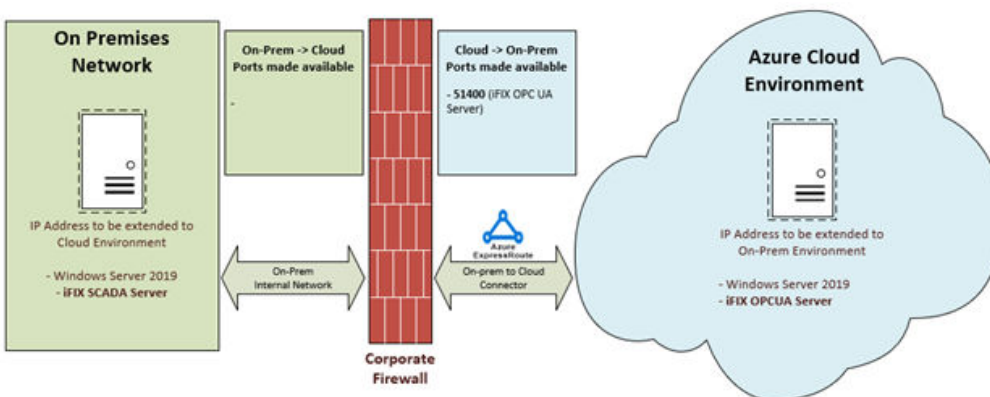 On Premises
Network
IP Address to be extended to
Cloud Environment
- Windows Server 2019
- iFIX SCADA Server
On-Prem -> Cloud
Ports made available
-
On-Prem
Internal Network
Corporate
Firewall
Cloud -> On-Prem
Ports made available
- 51400 (iFIX OPC UA
Server)
Azure
ExpressRoute
On-prem to Cloud
Connector
Azure Cloud
Environment
IP Address to be extended to
On-Prem Environment
- Windows Server 2019
- iFIX OPCUA Server